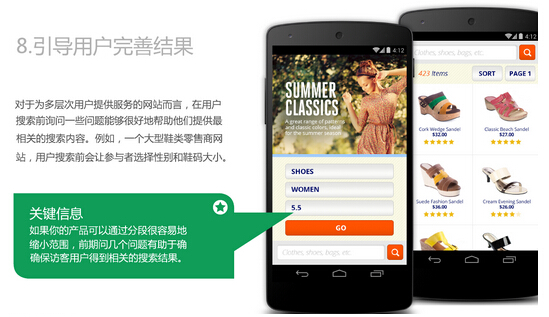 8.引导用户完善结果
对于为多层次用户提供服务的网站而言，在用户
搜索前询问一些问题能够很好地帮助他们提供最
相关的搜索内容。例如，一个大型鞋类零售商网
站，用户搜索前会让参与者选择性别和鞋码大小。
关键信息
如果你的产品可以通过分段很容易地
缩小范围，前期问几个问题有助于确
确保访客用户得到相关的搜索结果。
4:12
SUMMER
CLASSICS
A great range of patterns
and classic colors, ideal
for the summer season
SHOES
WOMEN
5.5
GO
Clothes, shoes, bags, etc.
4:12
Clothes, shoes, bags, etc.
423 Items
SORT
PAGE 1
Cork Wedge Sandel
$32.00
Classic Beach Sandal
$27.00
Suede Fashion Sandel
$36.00
Cream Evening Sandel
$26.00